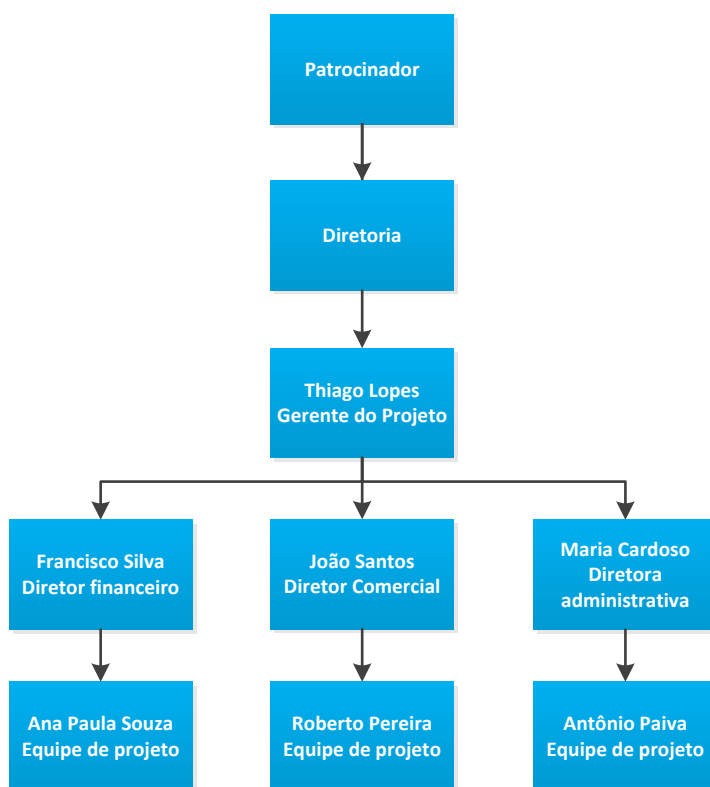 Patrocinador
Diretoria
Thiago Lopes
Gerente do Projeto
Francisco Silva
Diretor financeiro
João Santos
Diretor Comercial
Maria Cardoso
Diretora
administrativa
Ana Paula Souza
Equipe de projeto
Roberto Pereira
Equipe de projeto
Antônio Paiva
Equipe de projeto